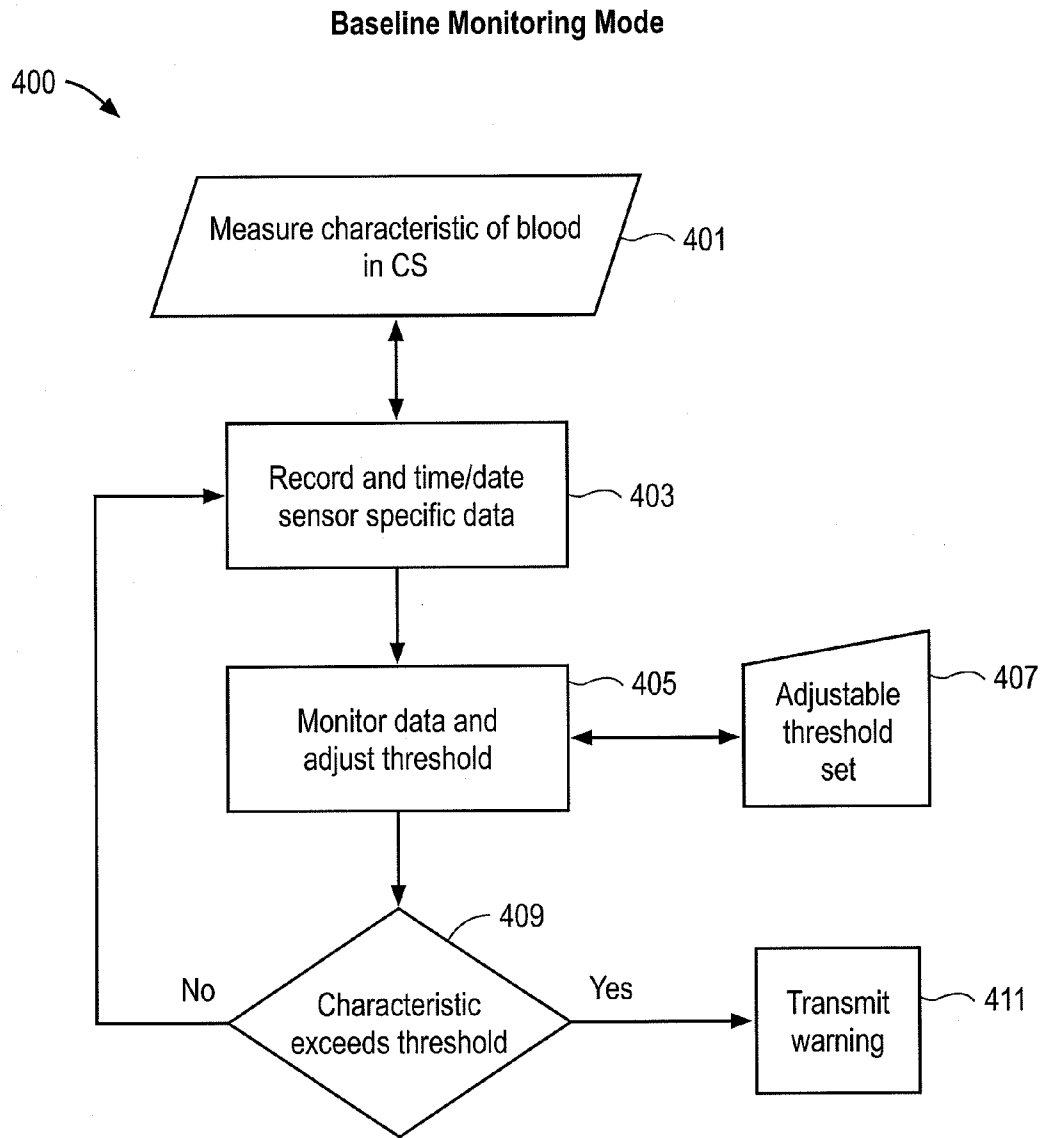 Baseline Monitoring Mode
400
Measure characteristic of blood
in CS
401
Record and time/date
sensor specific data
403
Monitor data and
adjust threshold
405
Adjustable
threshold
set
407
409
No
Characteristic
exceeds threshold
Yes
Transmit
warning
411